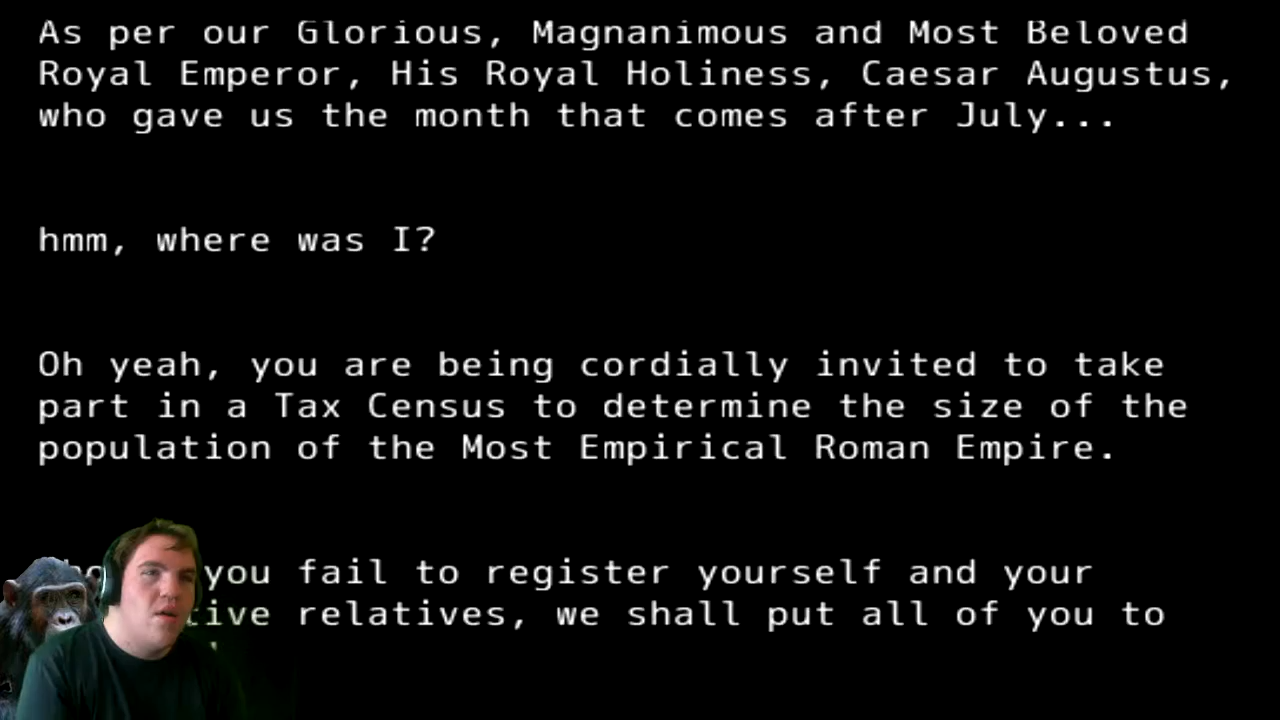 As per our Glorious, Magnanimous and Most Beloved
Royal Emperor, His Royal Holiness, Caesar Augustus,
who gave us the month that comes after July...
hmm, where was I?
Oh yeah, you are being cordially invited to take
part in a Tax Census to determine the size of the
population of the Most Empirical Roman Empire.
you fail to register yourself and your
relatives, we shall put all of you to